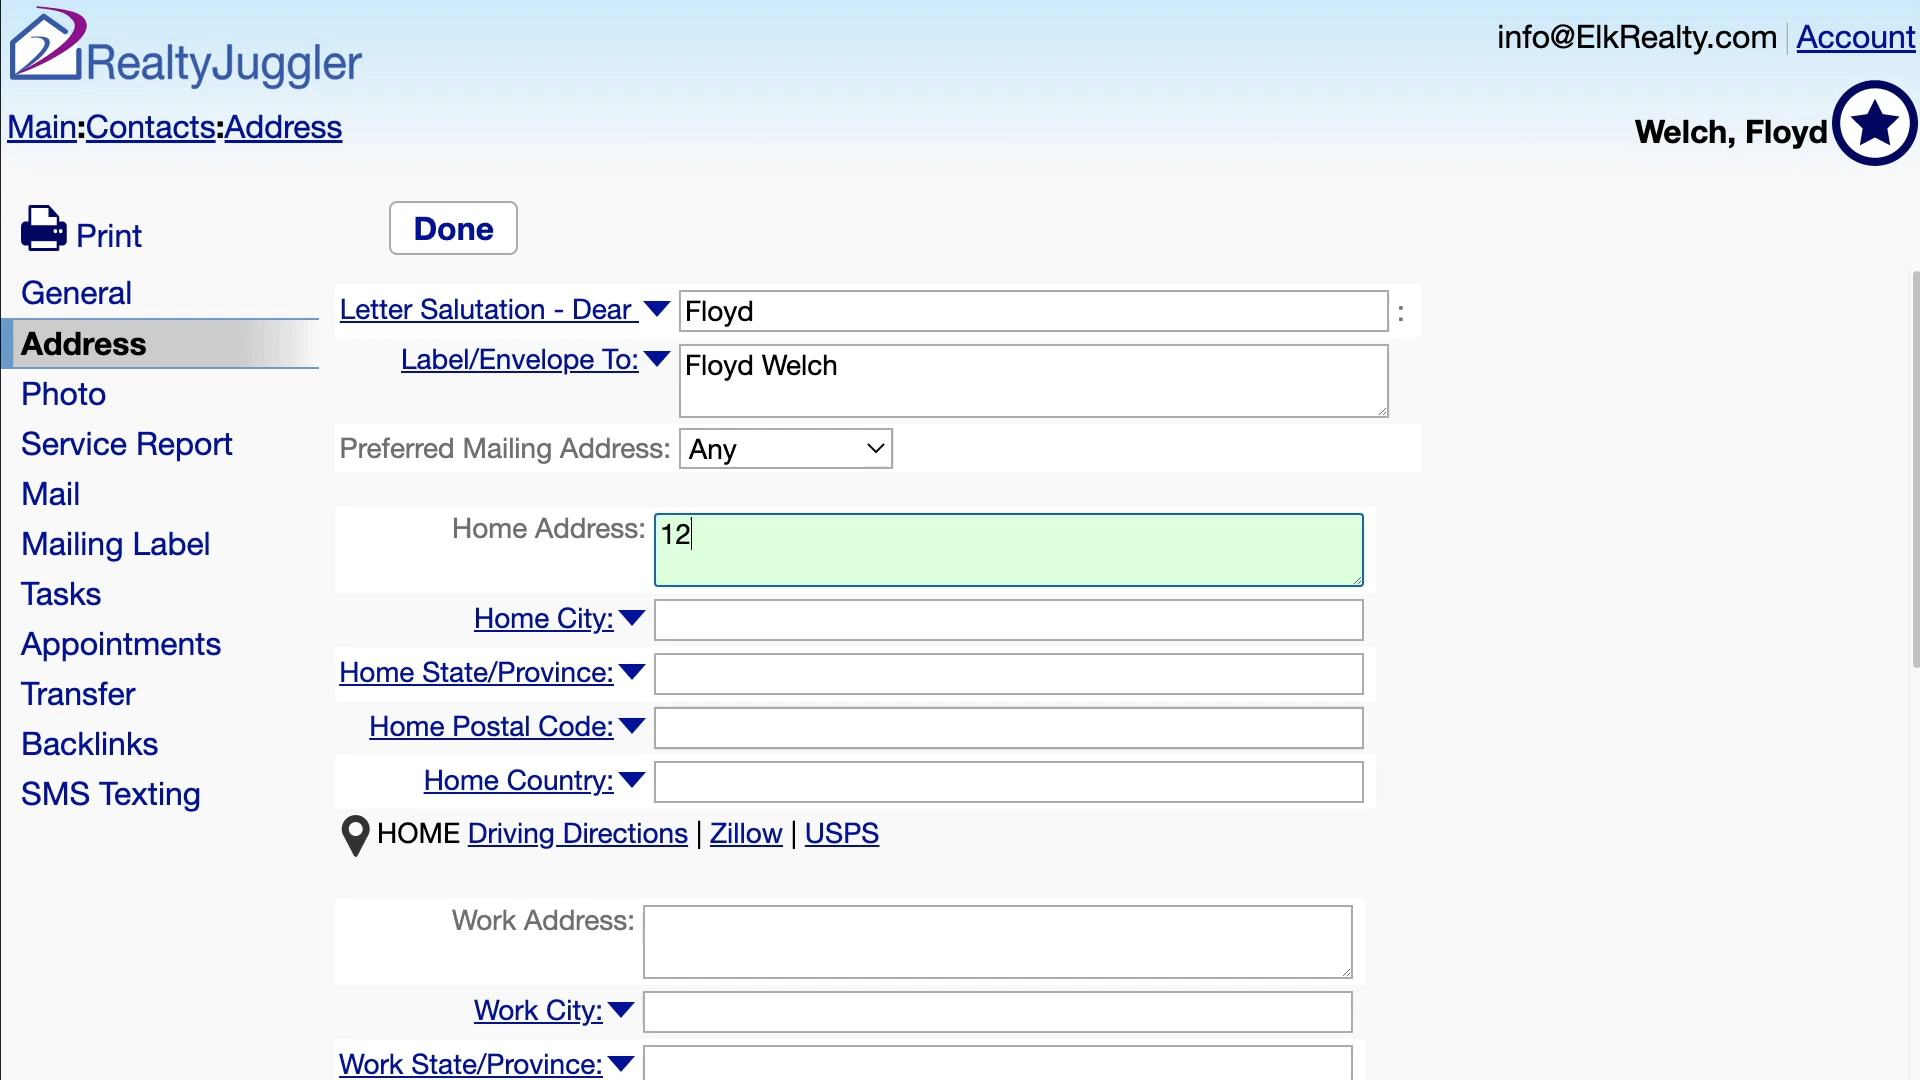 RealtyJuggler
info@ElkRealty.com Account
Main:Contacts:Address
Welch, Floyd
Print
General
Address
Photo
Service Report
Mail
Mailing Label
Tasks
Appointments
Transfer
Backlinks
SMS Texting
Done
Letter Salutation - Dear Floyd :
Label/Envelope To: Floyd Welch
Preferred Mailing Address: Any
Home Address: 12
Home City:
Home State/Province:
Home Postal Code:
Home Country:
HOME Driving Directions | Zillow | USPS
Work Address:
Work City:
Work State/Province: